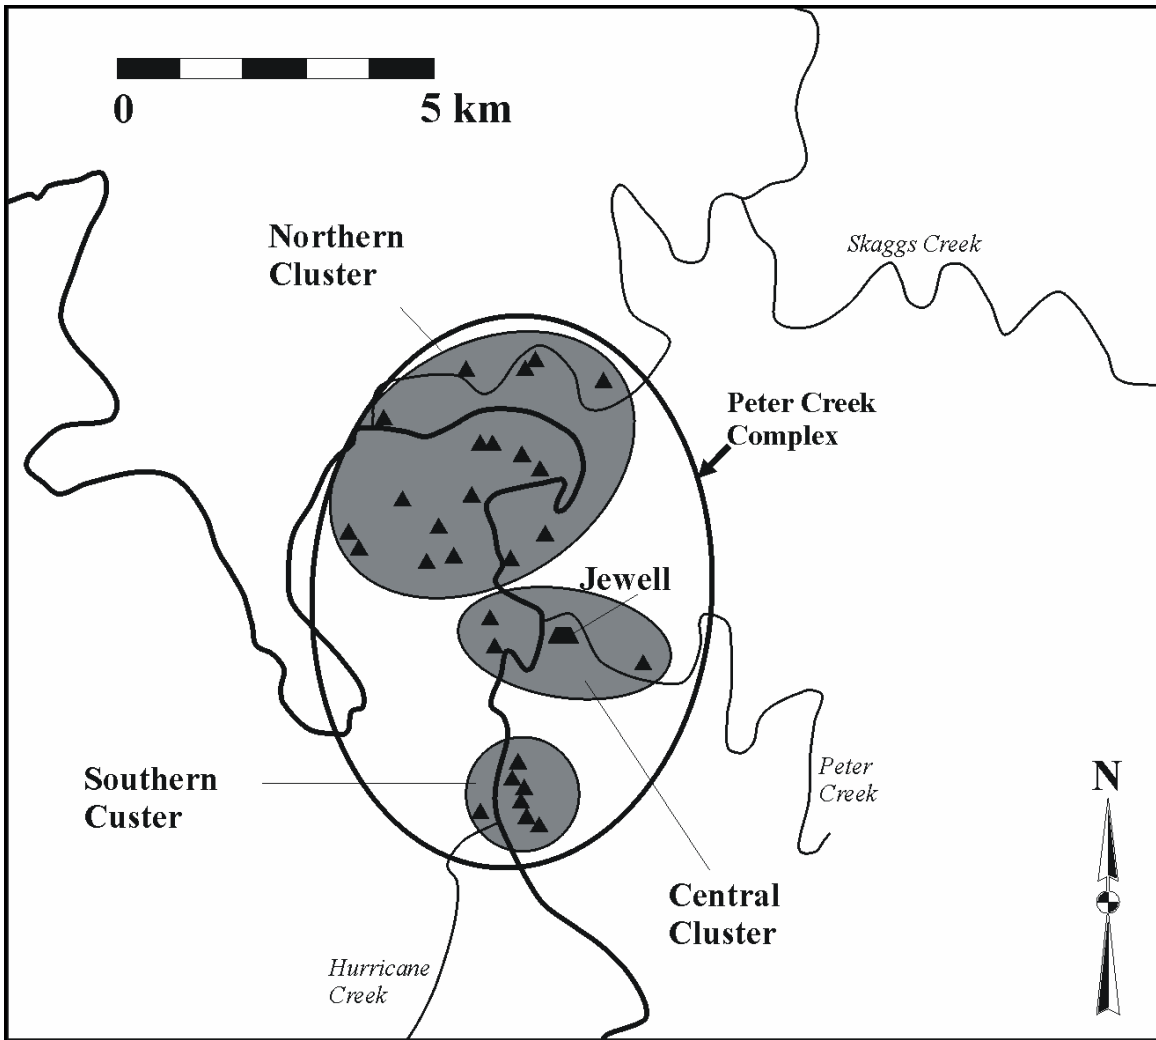 0 5 km
Northern
Cluster
Skaggs Creek
Peter Creek
Complex
Jewell
Southern
Custer
Peter
Creek
N
Central
Cluster
Hurricane
Creek